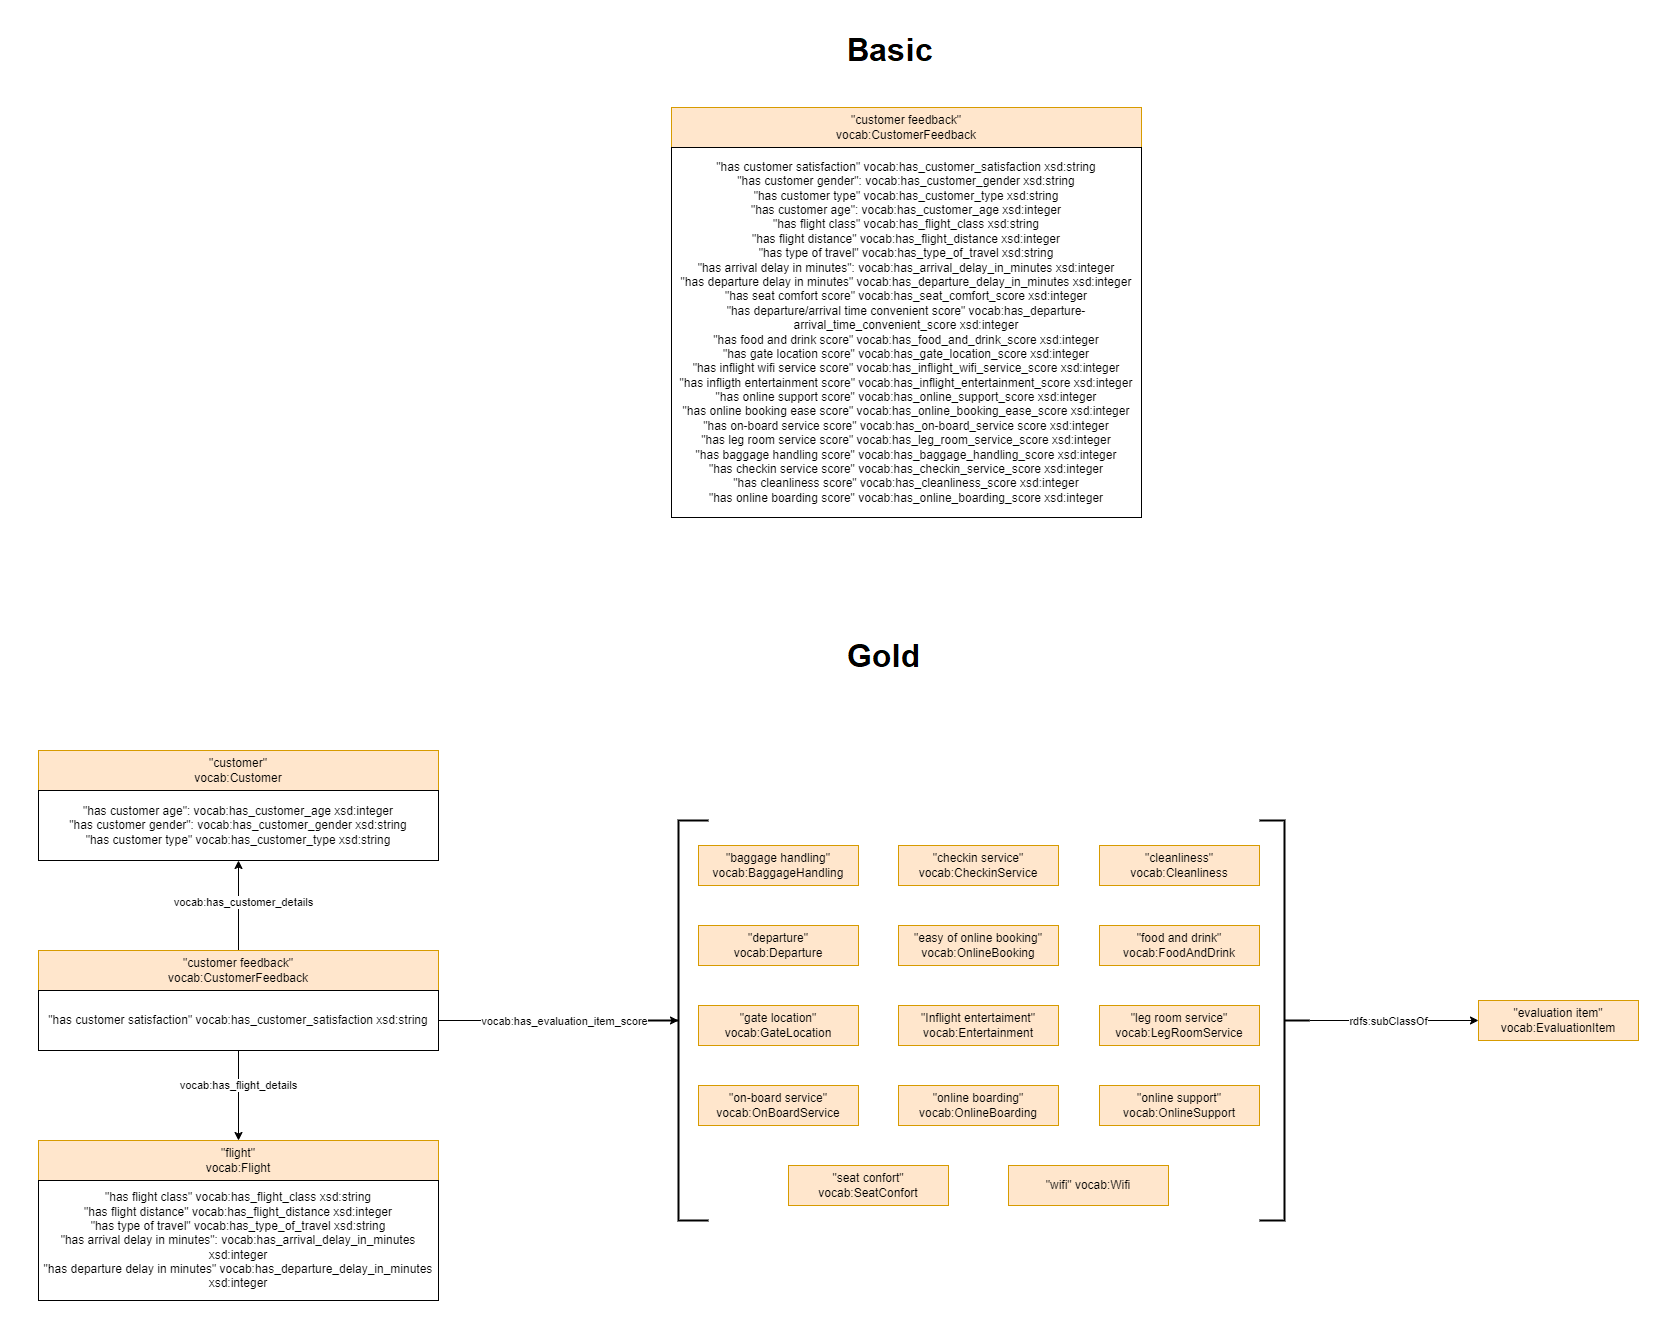 Basic
"customer feedback"
vocab:CustomerFeedback
"has customer satisfaction" vocab:has_customer_satisfaction xsd:string
"has customer gender": vocab:has_customer_gender xsd:string
"has customer type" vocab:has_customer_type xsd:string
"has customer age": vocab:has_customer_age xsd:integer
"has flight class" vocab:has_flight_class xsd:string
"has flight distance" vocab:has_flight_distance xsd:integer
"has type of travel" vocab:has_type_of_travel xsd:string
"has arrival delay in minutes": vocab:has_arrival_delay_in_minutes xsd:integer
"has departure delay in minutes" vocab:has_departure_delay_in_minutes xsd:integer
"has seat comfort score" vocab:has_seat_comfort_score xsd:integer
"has departure/arrival time convenient score" vocab:has_departure-
arrival_time_convenient_score xsd:integer
"has food and drink score" vocab:has_food_and_drink_score xsd:integer
"has gate location score" vocab:has_gate_location_score xsd:integer
"has inflight wifi service score" vocab:has_inflight_wifi_service_score xsd:integer
"has infligth entertainment score" vocab:has_inflight_entertainment_score xsd:integer
"has online support score" vocab:has_online_support_score xsd:integer
"has online booking ease score" vocab:has_online_booking_ease_score xsd:integer
"has on-board service score" vocab:has_on-board_service score xsd:integer
"has leg room service score" vocab:has_leg_room_service_score xsd:integer
"has baggage handling score" vocab:has_baggage_handling_score xsd:integer
"has checkin service score" vocab:has_checkin_service_score xsd:integer
"has cleanliness score" vocab:has_cleanliness_score xsd:integer
"has online boarding score" vocab:has_online_boarding_score xsd:integer
Gold
"customer"
vocab:Customer
"has customer age": vocab:has_customer_age xsd:integer
"has customer gender": vocab:has_customer_gender xsd:string
"has customer type" vocab:has_customer_type xsd:string
vocab:has_customer_details
"customer feedback"
vocab:CustomerFeedback
"has customer satisfaction" vocab:has_customer_satisfaction xsd:string
vocab:has_flight_details
"flight"
vocab:Flight
"has flight class" vocab:has_flight_class xsd:string
"has flight distance" vocab:has_flight_distance xsd:integer
"has type of travel" vocab:has_type_of_travel xsd:string
"has arrival delay in minutes": vocab:has_arrival_delay_in_minutes
xsd:integer
"has departure delay in minutes" vocab:has_departure_delay_in_minutes
xsd:integer
vocab:has_evaluation_item_score
"baggage handling"
vocab:BaggageHandling
"checkin service"
vocab:CheckinService
"cleanliness"
vocab:Cleanliness
"departure"
vocab:Departure
"easy of online booking"
vocab:OnlineBooking
"food and drink"
vocab:FoodAndDrink
"gate location"
vocab:GateLocation
"Inflight entertaiment"
vocab:Entertainment
"leg room service"
vocab:LegRoomService
"on-board service"
vocab:OnBoardService
"online boarding"
vocab:OnlineBoarding
"online support"
vocab:OnlineSupport
"seat confort"
vocab:SeatConfort
"wifi" vocab:Wifi
rdfs:subClassOf
"evaluation item"
vocab:EvaluationItem